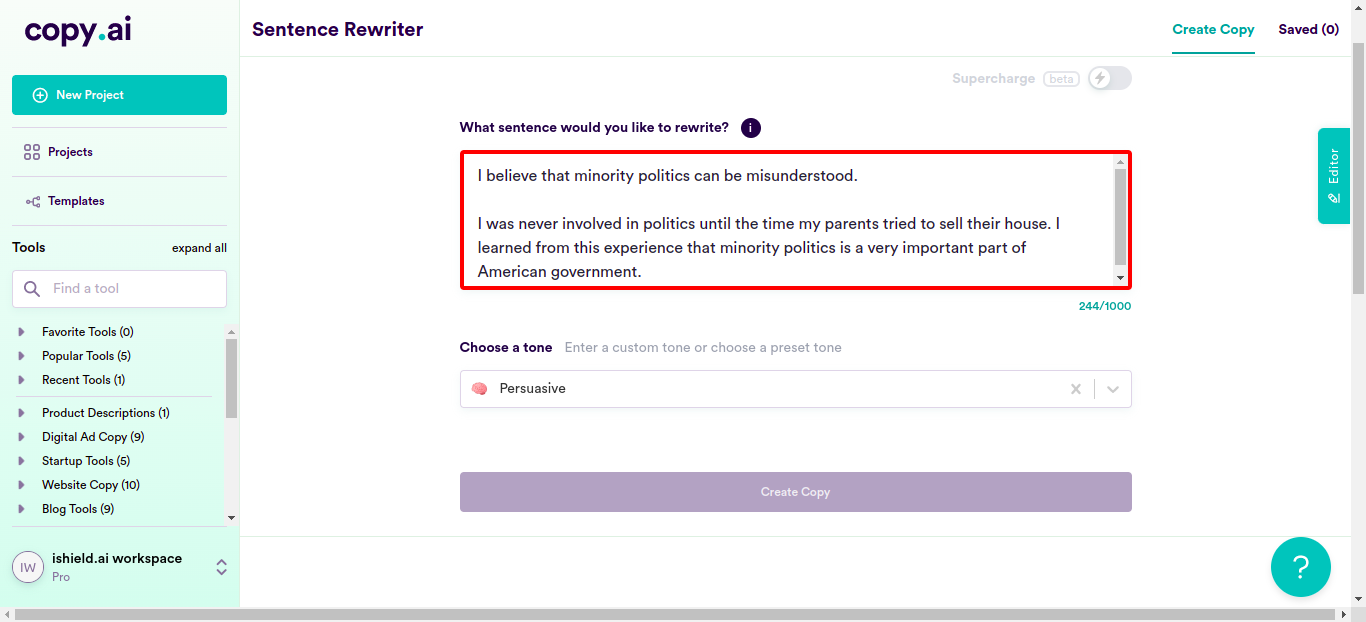 copy.ai
Sentence Rewriter
Create Copy
Saved (0)
New Project
Projects
Templates
Tools
expand all
Find a tool
Favorite Tools (0)
Popular Tools (5)
Recent Tools (1)
Product Descriptions (1)
Digital Ad Copy (9)
Startup Tools (5)
Website Copy (10)
Blog Tools (9)
IW
ishield.ai workspace
Pro
Supercharge
beta
What sentence would you like to rewrite?
i
I believe that minority politics can be misunderstood.
I was never involved in politics until the time my parents tried to sell their house. I
learned from this experience that minority politics is a very important part of
American government.
244/1000
Choose a tone
Enter a custom tone or choose a preset tone
Persuasive
Create Copy
Editor
?